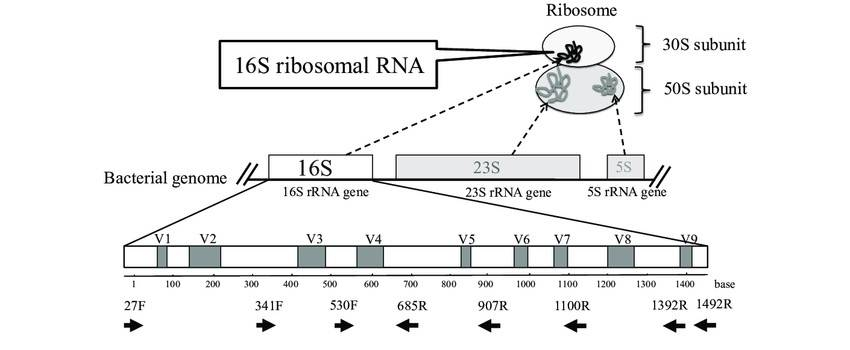 Ribosome
30S subunit
16S ribosomal RNA
50S subunit
16S 23S 5S
Bacterial genome
16S rRNA gene 23S rRNA gene 5S rRNA gene
V1 V2 V3 V4 V5 V6 V7 V8 V9
1 100 200 300 400 500 600 700 800 900 1000 1100 1200 1300 1400 base
27F 341F 530F 685R 907R 1100R 1392R 1492R